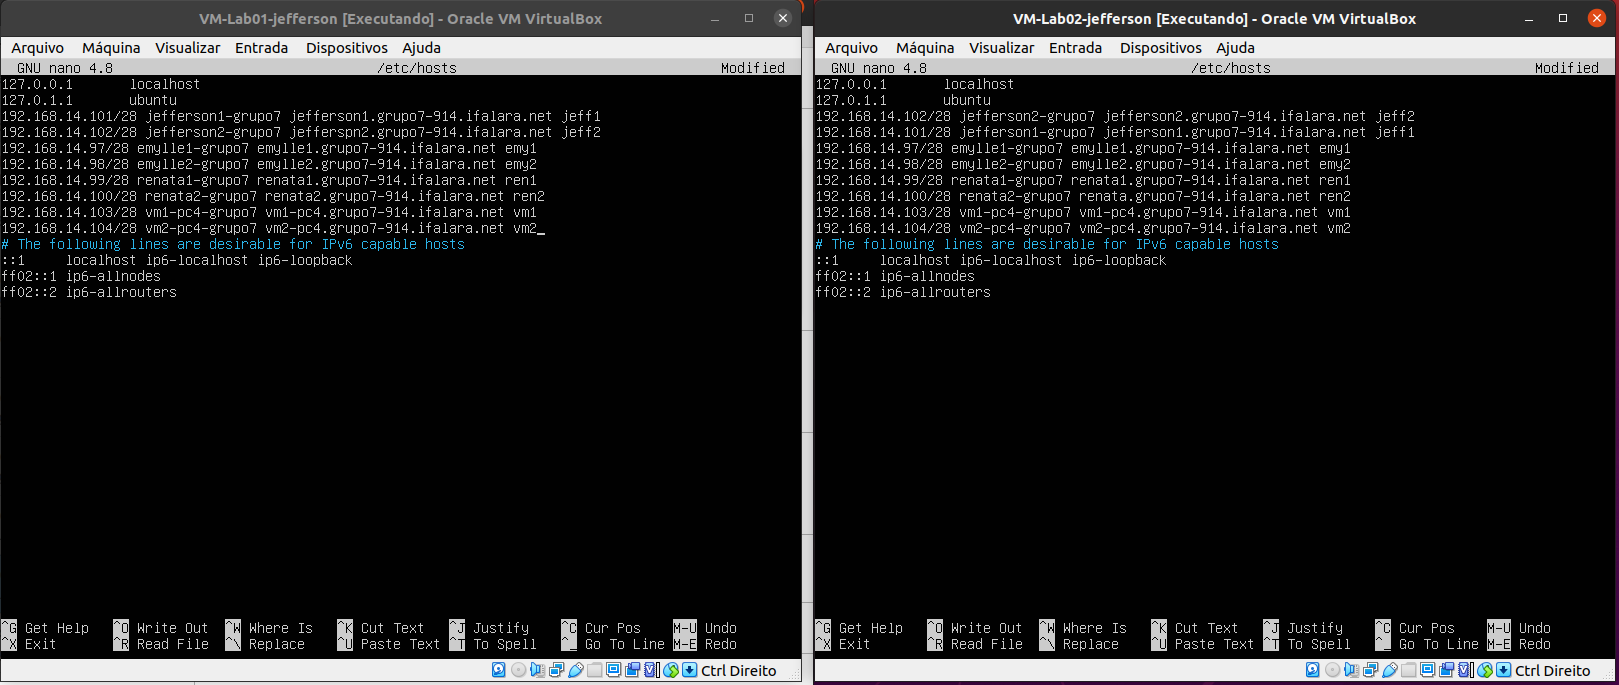 VM-Lab01-jefferson [Executando] - Oracle VM VirtualBox
Arquivo Máquina Visualizar Entrada Dispositivos Ajuda
GNU nano 4.8 /etc/hosts Modified
127.0.0.1 localhost
127.0.1.1 ubuntu
192.168.14.101/28 jefferson1-grupo7 jefferson1.grupo7-914.ifalara.net jeff1
192.168.14.102/28 jefferson2-grupo7 jefferspn2.grupo7-914.ifalara.net jeff2
192.168.14.97/28 emylle1-grupo7 emylle1.grupo7-914.ifalara.net emy1
192.168.14.98/28 emylle2-grupo7 emylle2.grupo7-914.ifalara.net emy2
192.168.14.99/28 renata1-grupo7 renata1.grupo7-914.ifalara.net ren1
192.168.14.100/28 renata2-grupo7 renata2.grupo7-914.ifalara.net ren2
192.168.14.103/28 vm1-pc4-grupo7 vm1-pc4.grupo7-914.ifalara.net vm1
192.168.14.104/28 vm2-pc4-grupo7 vm2-pc4.grupo7-914.ifalara.net vm2_
# The following lines are desirable for IPv6 capable hosts
::1 localhost ip6-localhost ip6-loopback
ff02::1 ip6-allnodes
ff02::2 ip6-allrouters
^G Get Help ^O Write Out ^W Where Is ^K Cut Text ^J Justify ^C Cur Pos M-U Undo
^X Exit ^R Read File ^\ Replace ^U Paste Text ^T To Spell ^_ Go To Line M-E Redo
Ctrl Direito
VM-Lab02-jefferson [Executando] - Oracle VM VirtualBox
Arquivo Máquina Visualizar Entrada Dispositivos Ajuda
GNU nano 4.8 /etc/hosts Modified
127.0.0.1 localhost
127.0.1.1 ubuntu
192.168.14.102/28 jefferson2-grupo7 jefferson2.grupo7-914.ifalara.net jeff2
192.168.14.101/28 jefferson1-grupo7 jefferson1.grupo7-914.ifalara.net jeff1
192.168.14.97/28 emylle1-grupo7 emylle1.grupo7-914.ifalara.net emy1
192.168.14.98/28 emylle2-grupo7 emylle2.grupo7-914.ifalara.net emy2
192.168.14.99/28 renata1-grupo7 renata1.grupo7-914.ifalara.net ren1
192.168.14.100/28 renata2-grupo7 renata.grupo7-914.ifalara.net ren2
192.168.14.103/28 vm1-pc4-grupo7 vm1-pc4.grupo7-914.ifalara.net vm1
192.168.14.104/28 vm2-pc4-grupo7 vm2-pc4.grupo7-914.ifalara.net vm2
# The following lines are desirable for IPv6 capable hosts
::1 localhost ip6-localhost ip6-loopback
ff02::1 ip6-allnodes
ff02::2 ip6-allrouters
^G Get Help ^O Write Out ^W Where Is ^K Cut Text ^J Justify ^C Cur Pos M-U Undo
^X Exit ^R Read File ^\ Replace ^U Paste Text ^T To Spell ^_ Go To Line M-E Redo
Ctrl Direito